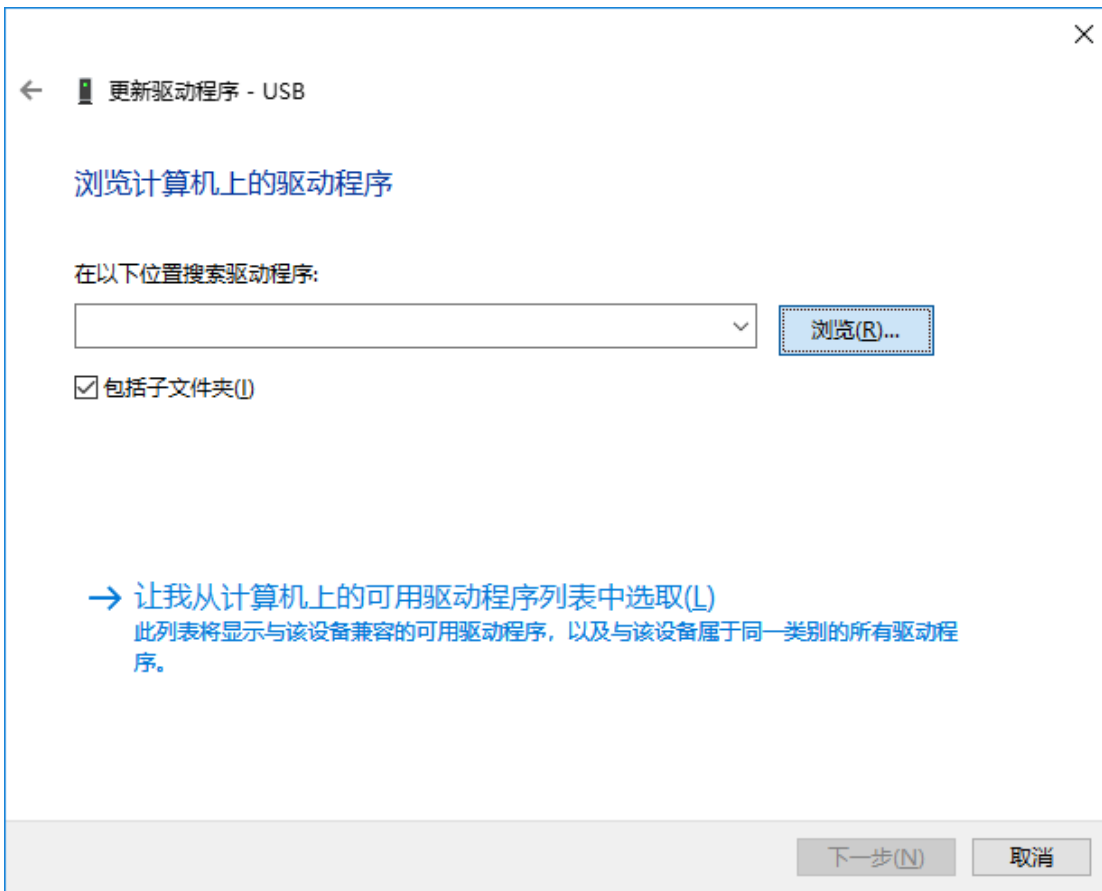 更新驱动程序 - USB
浏览计算机上的驱动程序
在以下位置搜索驱动程序:
浏览(R)...
包括子文件夹(I)
让我从计算机上的可用驱动程序列表中选取(L)
此列表将显示与该设备兼容的可用驱动程序，以及与该设备属于同一类别的所有驱动程
序。
下一步(N)
取消